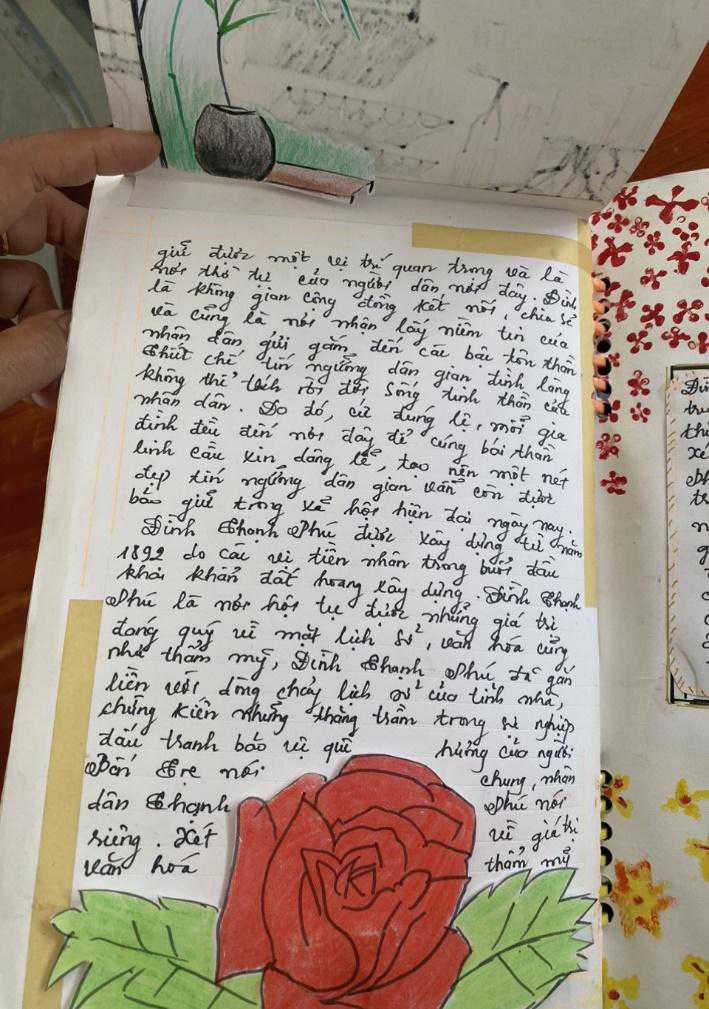 giữ được một vị trí quan trọng và là
nơi thờ tự của người dân nơi đây. Đình
là không gian cộng đồng kết nối, chia sẻ
và cũng là nơi nhận lấy niềm tin của
nhân dân gửi gắm đến các bậc tôn thần.
Thiết chế tín ngưỡng dân gian đình làng
không thể tách rời đời sống tinh thần của
nhân dân. Do đó, cứ đúng lệ, mỗi gia
đình đều đến nơi đây để cúng bái thần
linh cầu xin dâng lễ, tạo nên một nét
đẹp tín ngưỡng dân gian vẫn còn được
bảo giữ trong xã hội hiện đại ngày nay.
Đình Thạnh Phú được xây dựng từ năm
1892 do các vị tiền nhân trong buổi đầu
khai khẩn đất hoang xây dựng. Đình Thạnh
Phú là nơi hội tụ được những giá trị
đáng quý về mặt lịch sử, văn hóa cũng
như thẩm mỹ, Đình Thạnh Phú đã gắn
liền với dòng chảy lịch sử của tỉnh nhà,
chứng kiến những thăng trầm trong sự nghiệp
đấu tranh bảo vệ quê hương của người
Bến Tre nói chung, nhân
dân Thạnh Phú nói
riêng. Xét về giá trị
văn hoá thẩm mỹ